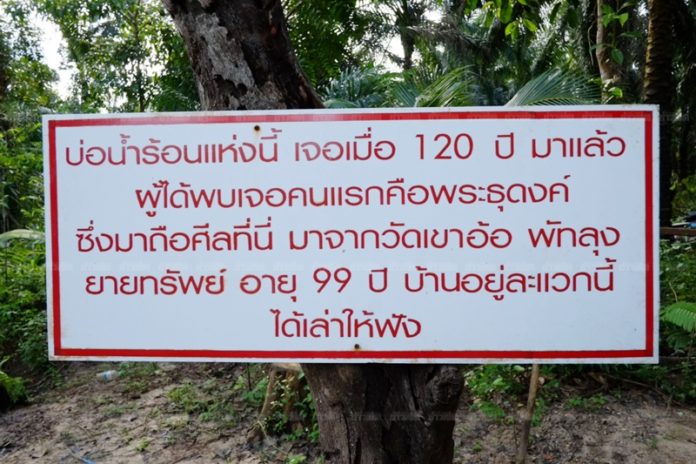 บ่อน้ำร้อนแห่งนี้ เจอเมื่อ 120 ปี มาแล้ว
ผู้ได้พบเจอคนแรกคือพระธุดงค์
ซึ่งมาถือศีลที่นี่ มาจากวัดเขาอ้อ พัทลุง
ยายทรัพย์ อายุ 99 ปี บ้านอยู่ละแวกนี้
ได้เล่าให้ฟัง